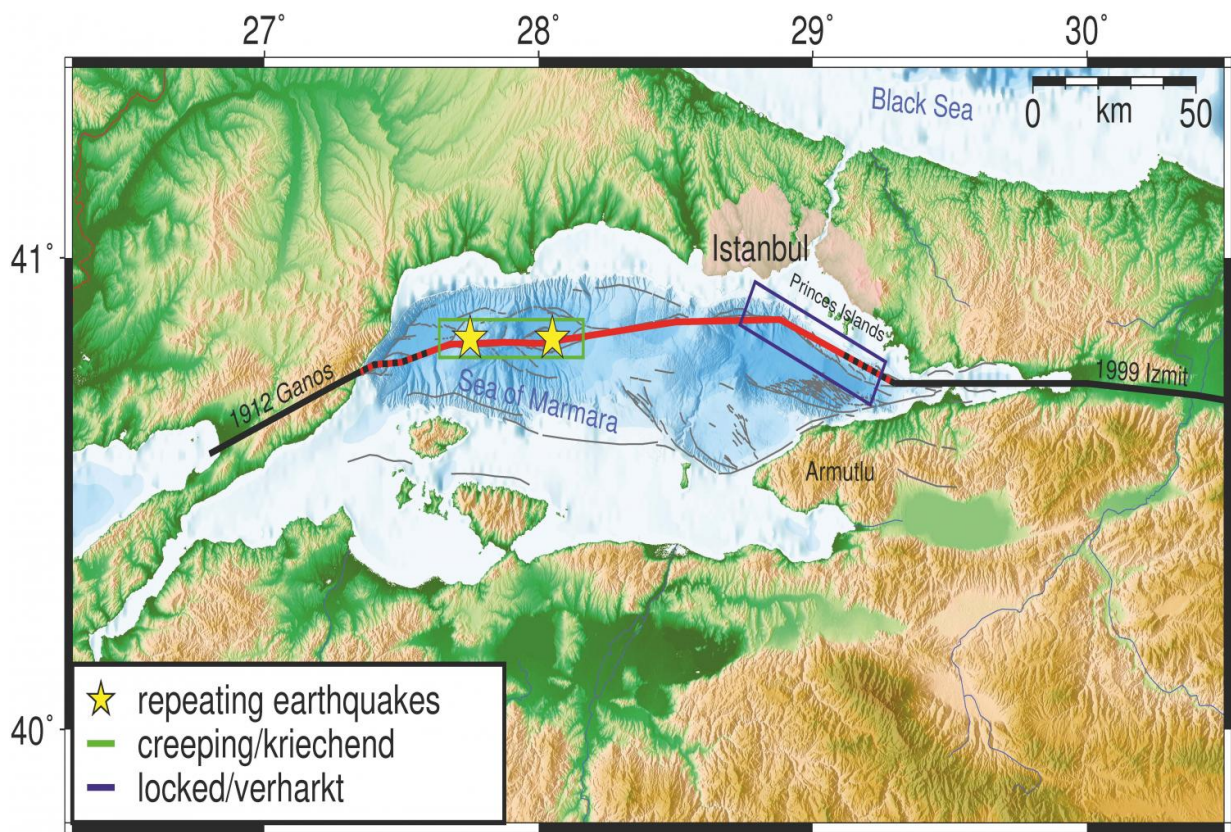 27° 28° 29° 30°
Black Sea
0 km 50
41°
Istanbul
Princes Islands
1912 Ganos
Sea of Marmara
1999 Izmit
Armutlu
40°
repeating earthquakes
creeping/kriechend
locked/verharkt